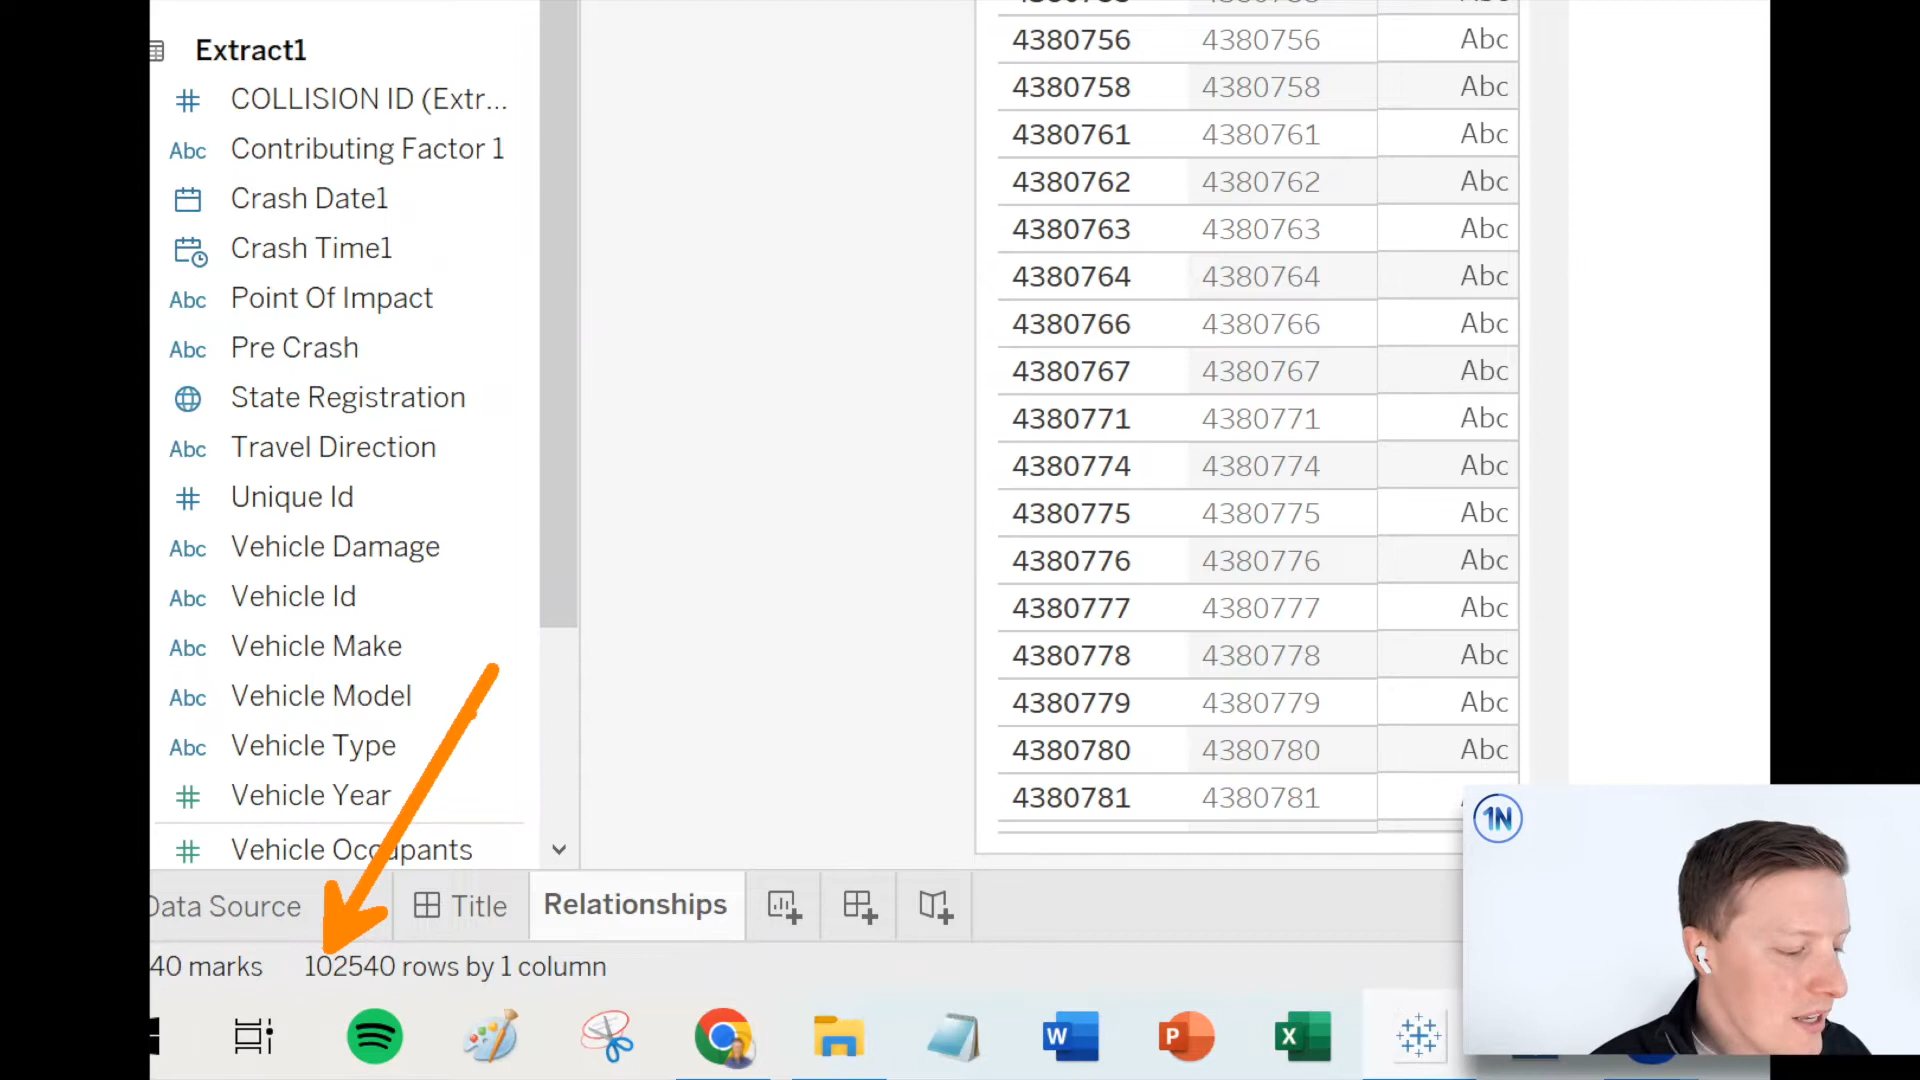 Extract1
# COLLISION ID (Extr...
Abc Contributing Factor 1
Crash Date1
Crash Time1
Abc Point Of Impact
Abc Pre Crash
State Registration
Abc Travel Direction
# Unique Id
Abc Vehicle Damage
Abc Vehicle Id
Abc Vehicle Make
Abc Vehicle Model
Abc Vehicle Type
# Vehicle Year
# Vehicle Occupants
4380756 4380756 Abc
4380758 4380758 Abc
4380761 4380761 Abc
4380762 4380762 Abc
4380763 4380763 Abc
4380764 4380764 Abc
4380766 4380766 Abc
4380767 4380767 Abc
4380771 4380771 Abc
4380774 4380774 Abc
4380775 4380775 Abc
4380776 4380776 Abc
4380777 4380777 Abc
4380778 4380778 Abc
4380779 4380779 Abc
4380780 4380780 Abc
4380781 4380781
1N
Data Source Title Relationships
40 marks 102540 rows by 1 column
W P X